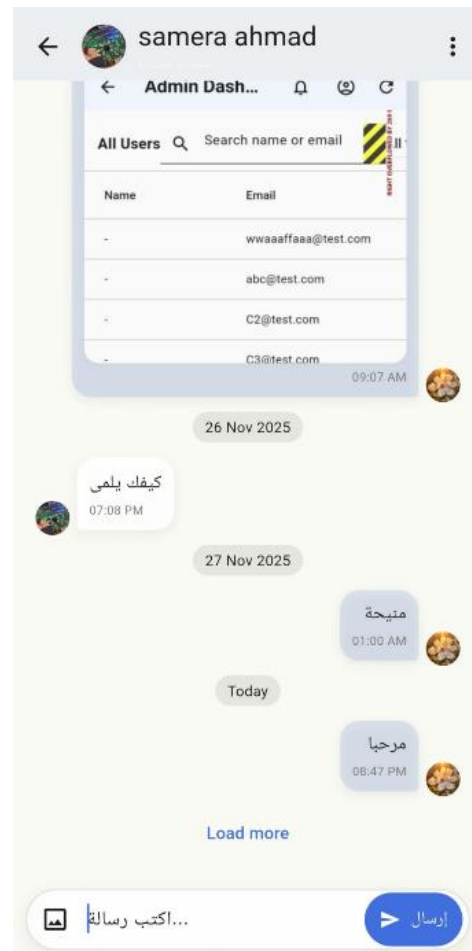 samera ahmad
Admin Dash...
All Users Search name or email
Name Email
- wwaaaffaaa@test.com
- abc@test.com
- C2@test.com
- C3@test.com
09:07 AM
26 Nov 2025
كيفك يلمى
07:08 PM
27 Nov 2025
منيحة
01:00 AM
Today
مرحبا
08:47 PM
Load more
اكتب رسالة...
إرسال